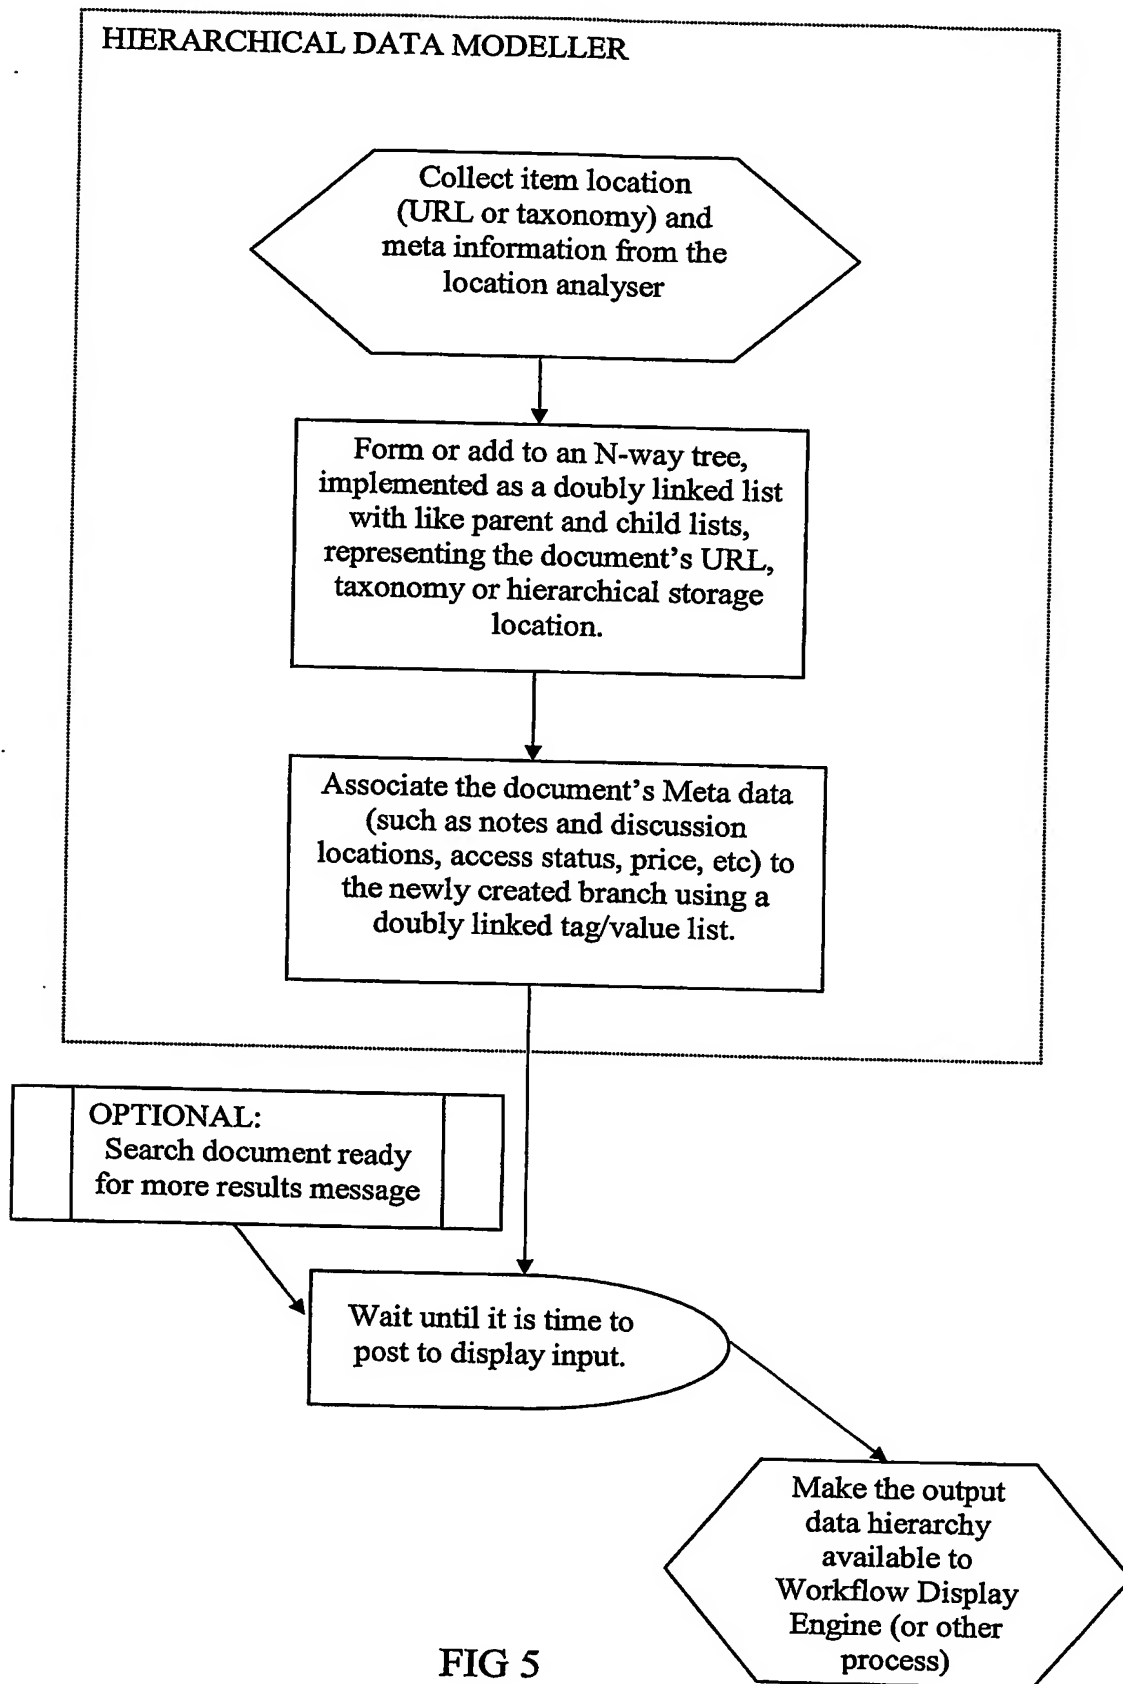 HIERARCHICAL DATA MODELLER
Collect item location
(URL or taxonomy) and
meta information from the
location analyser
Form or add to an N-way tree,
implemented as a doubly linked list
with like parent and child lists,
representing the document's URL,
taxonomy or hierarchical storage
location.
Associate the document's Meta data
(such as notes and discussion
locations, access status, price, etc) to
the newly created branch using a
doubly linked tag/value list.
OPTIONAL:
Search document ready
for more results message
Wait until it is time to
post to display input.
Make the output
data hierarchy
available to
Workflow Display
Engine (or other
process)
FIG 5